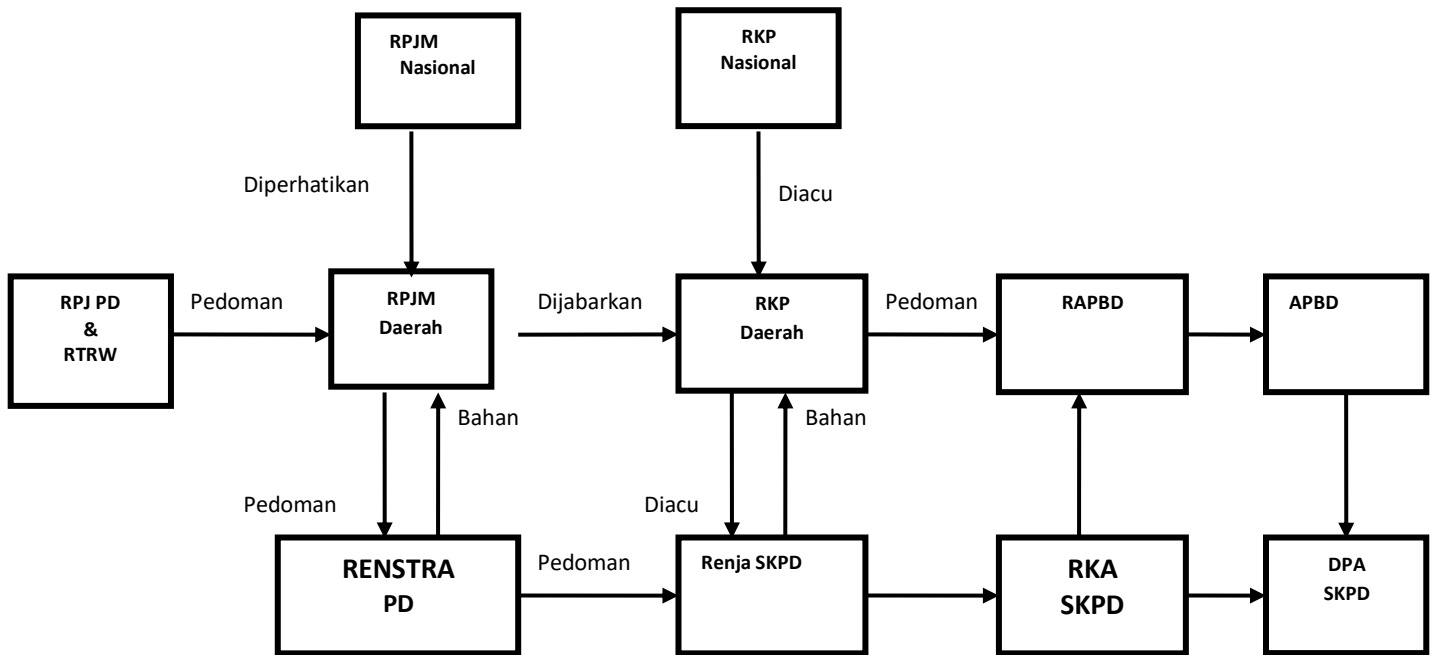 RPJM
Nasional
RKP
Nasional
Diperhatikan
Diacu
RPJ PD
&
RTRW
Pedoman
RPJM
Daerah
Dijabarkan
RKP
Daerah
Pedoman
RAPBD
APBD
Bahan
Bahan
Pedoman
Diacu
RENSTRA
PD
Pedoman
Renja SKPD
RKA
SKPD
DPA
SKPD